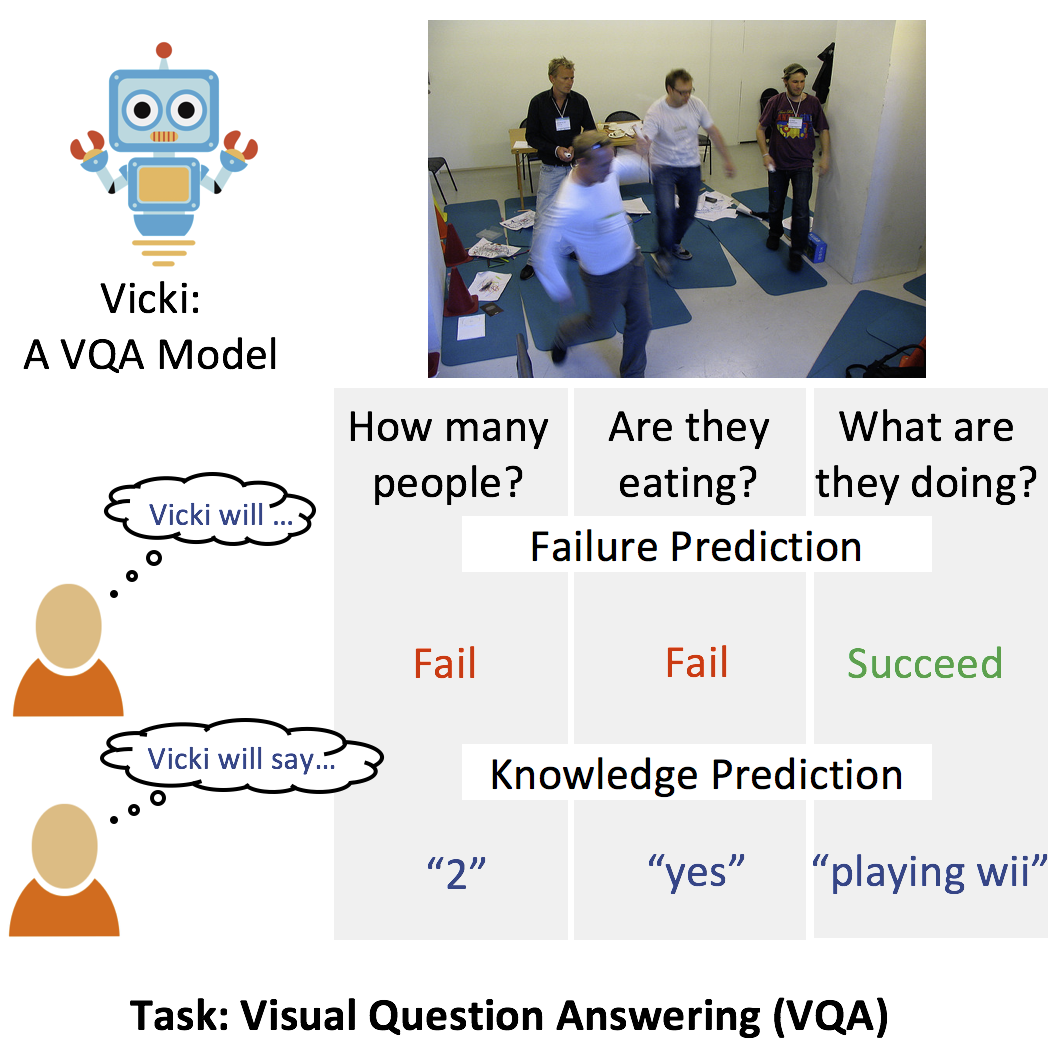 Vicki:
A VQA Model
How many people?
Are they eating?
What are they doing?
Vicki will ...
Failure Prediction
Fail
Fail
Succeed
Vicki will say...
Knowledge Prediction
“2”
“yes”
“playing wii”
Task: Visual Question Answering (VQA)